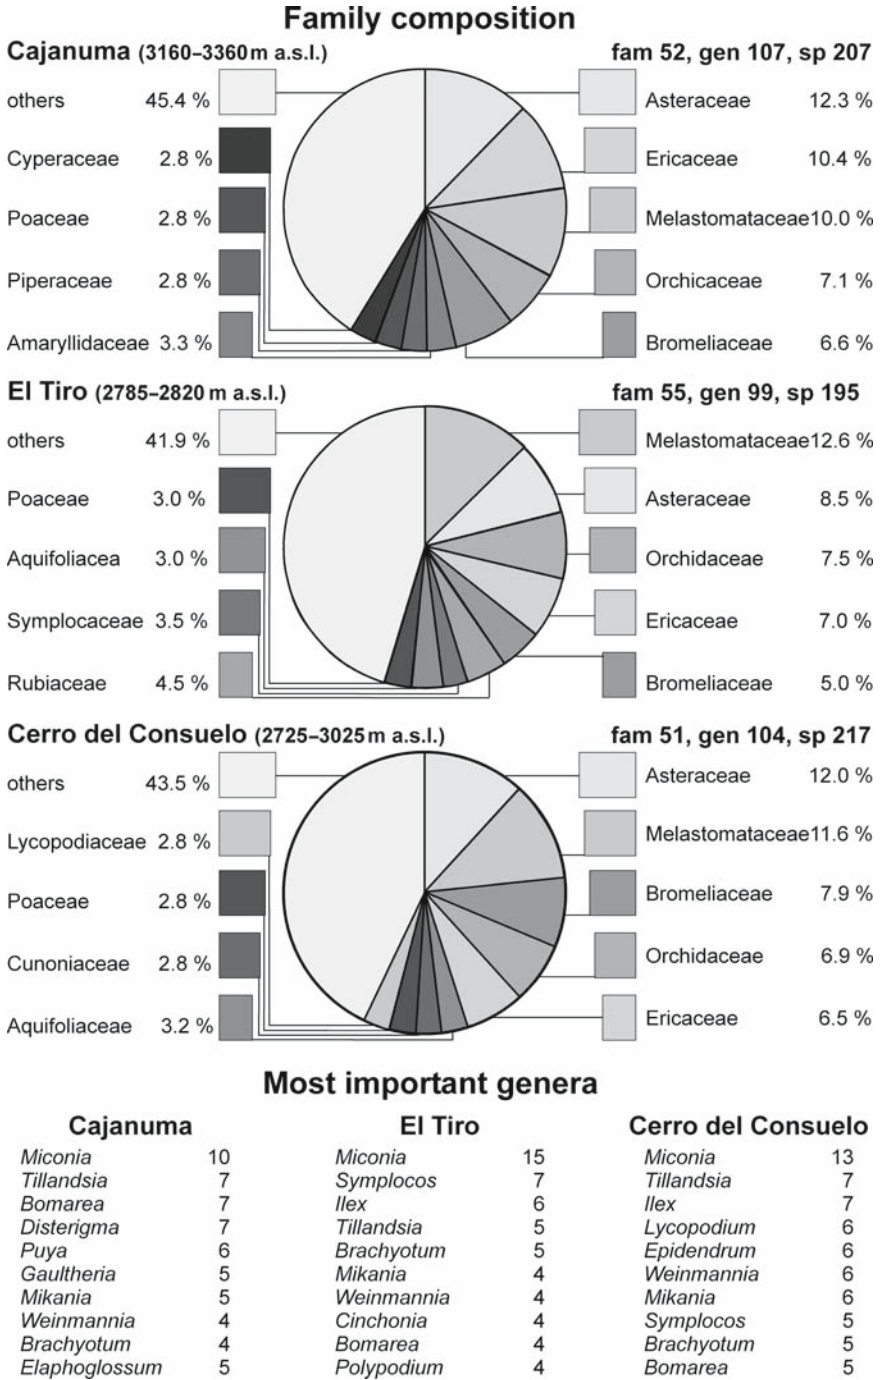 Family composition
Cajanuma (3160–3360 m a.s.l.) fam 52, gen 107, sp 207
others 45.4 % Asteraceae 12.3 %
Cyperaceae 2.8 % Ericaceae 10.4 %
Poaceae 2.8 % Melastomataceae 10.0 %
Piperaceae 2.8 % Orchicaceae 7.1 %
Amaryllidaceae 3.3 % Bromeliaceae 6.6 %
El Tiro (2785–2820 m a.s.l.) fam 55, gen 99, sp 195
others 41.9 % Melastomataceae 12.6 %
Poaceae 3.0 % Asteraceae 8.5 %
Aquifoliacea 3.0 % Orchidaceae 7.5 %
Symplocaceae 3.5 % Ericaceae 7.0 %
Rubiaceae 4.5 % Bromeliaceae 5.0 %
Cerro del Consuelo (2725–3025 m a.s.l.) fam 51, gen 104, sp 217
others 43.5 % Asteraceae 12.0 %
Lycopodiaceae 2.8 % Melastomataceae 11.6 %
Poaceae 2.8 % Bromeliaceae 7.9 %
Cunoniaceae 2.8 % Orchidaceae 6.9 %
Aquifoliaceae 3.2 % Ericaceae 6.5 %
Most important genera
Cajanuma El Tiro Cerro del Consuelo
Miconia 10 Miconia 15 Miconia 13
Tillandsia 7 Symplocos 7 Tillandsia 7
Bomarea 7 Ilex 6 Ilex 7
Disterigma 7 Tillandsia 5 Lycopodium 6
Puya 6 Brachyotum 5 Epidendrum 6
Gaultheria 5 Mikania 4 Weinmannia 6
Mikania 5 Weinmannia 4 Mikania 6
Weinmannia 4 Cinchonia 4 Symplocos 5
Brachyotum 4 Bomarea 4 Brachyotum 5
Elaphoglossum 5 Polypodium 4 Bomarea 5